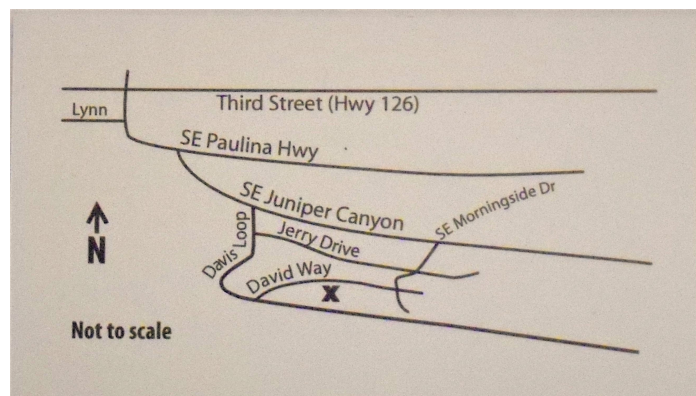 Third Street (Hwy 126)
Lynn
SE Paulina Hwy
SE Juniper Canyon
SE Morningside Dr
Davis Loop
Jerry Drive
David Way
X
N
Not to scale